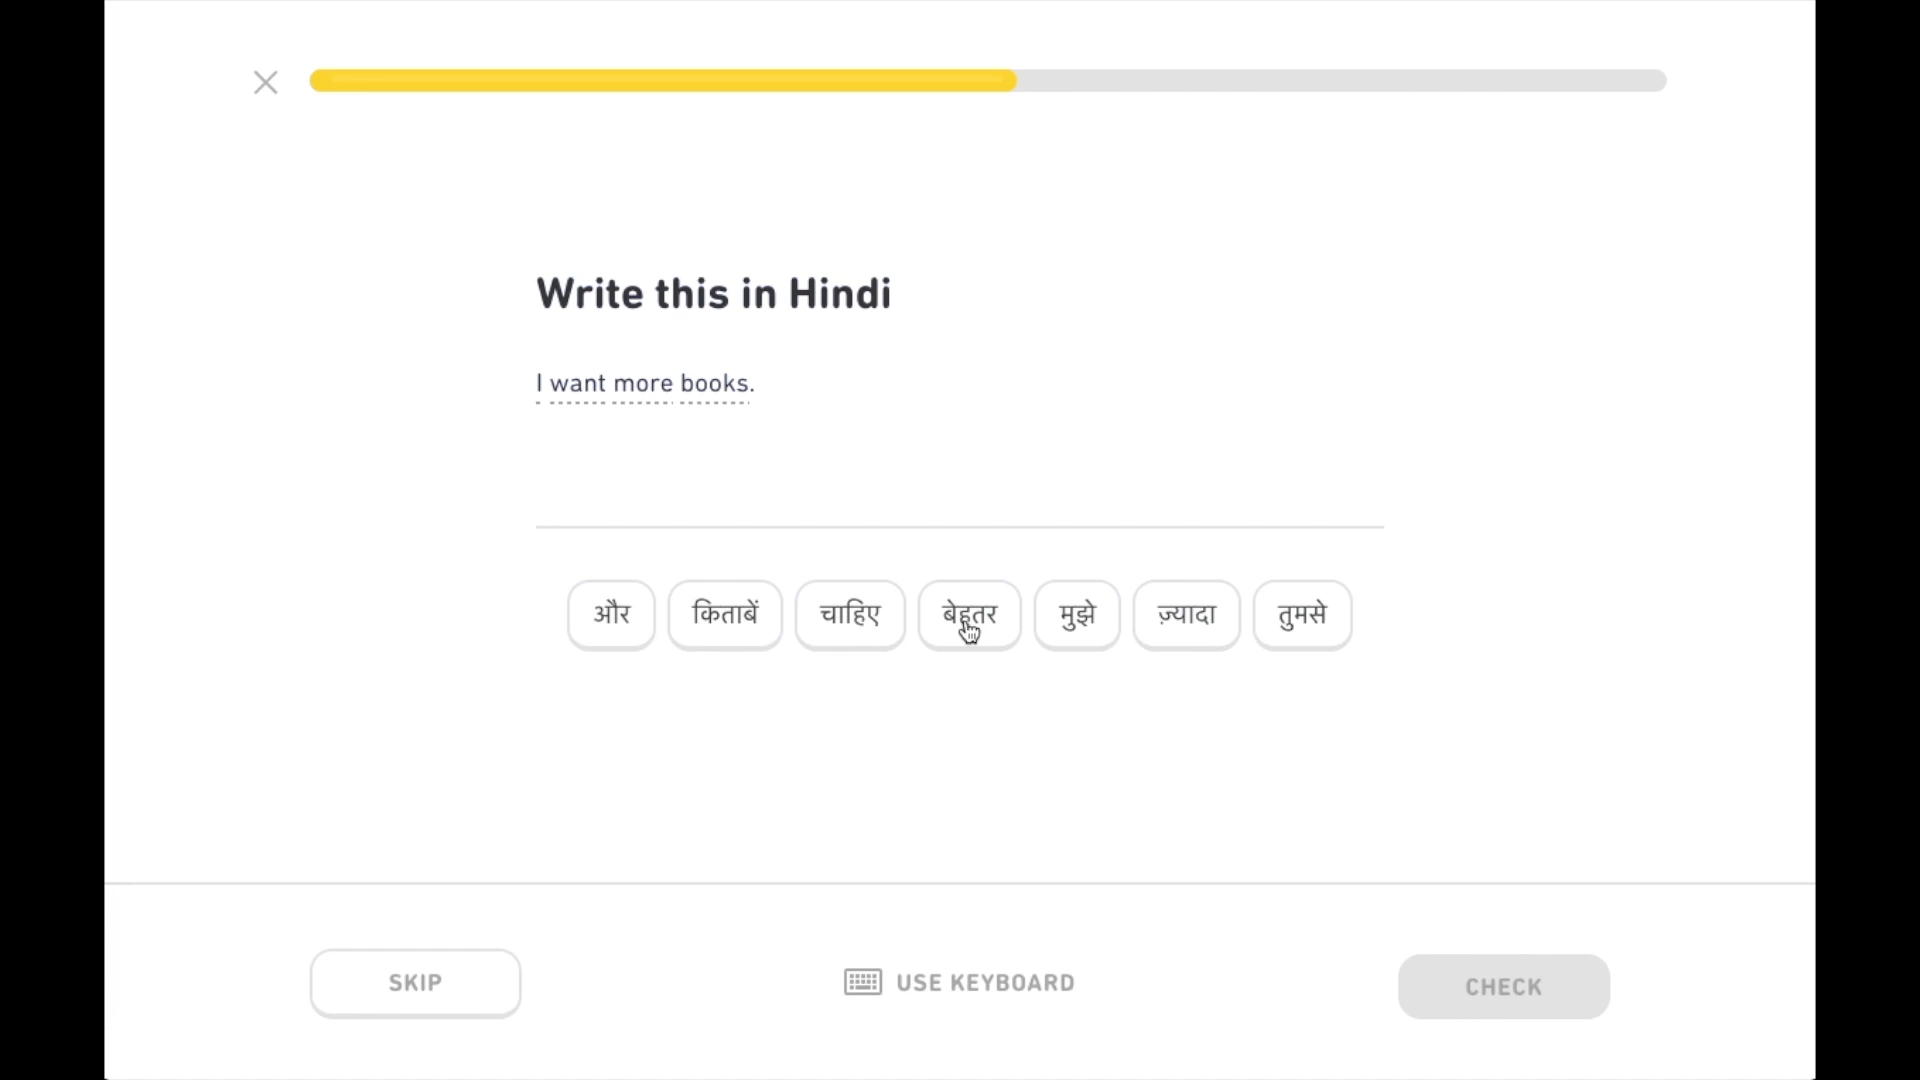 Write this in Hindi
I want more books.
और किताबें चाहिए बेहतर मुझे ज़्यादा तुमसे
SKIP USE KEYBOARD CHECK